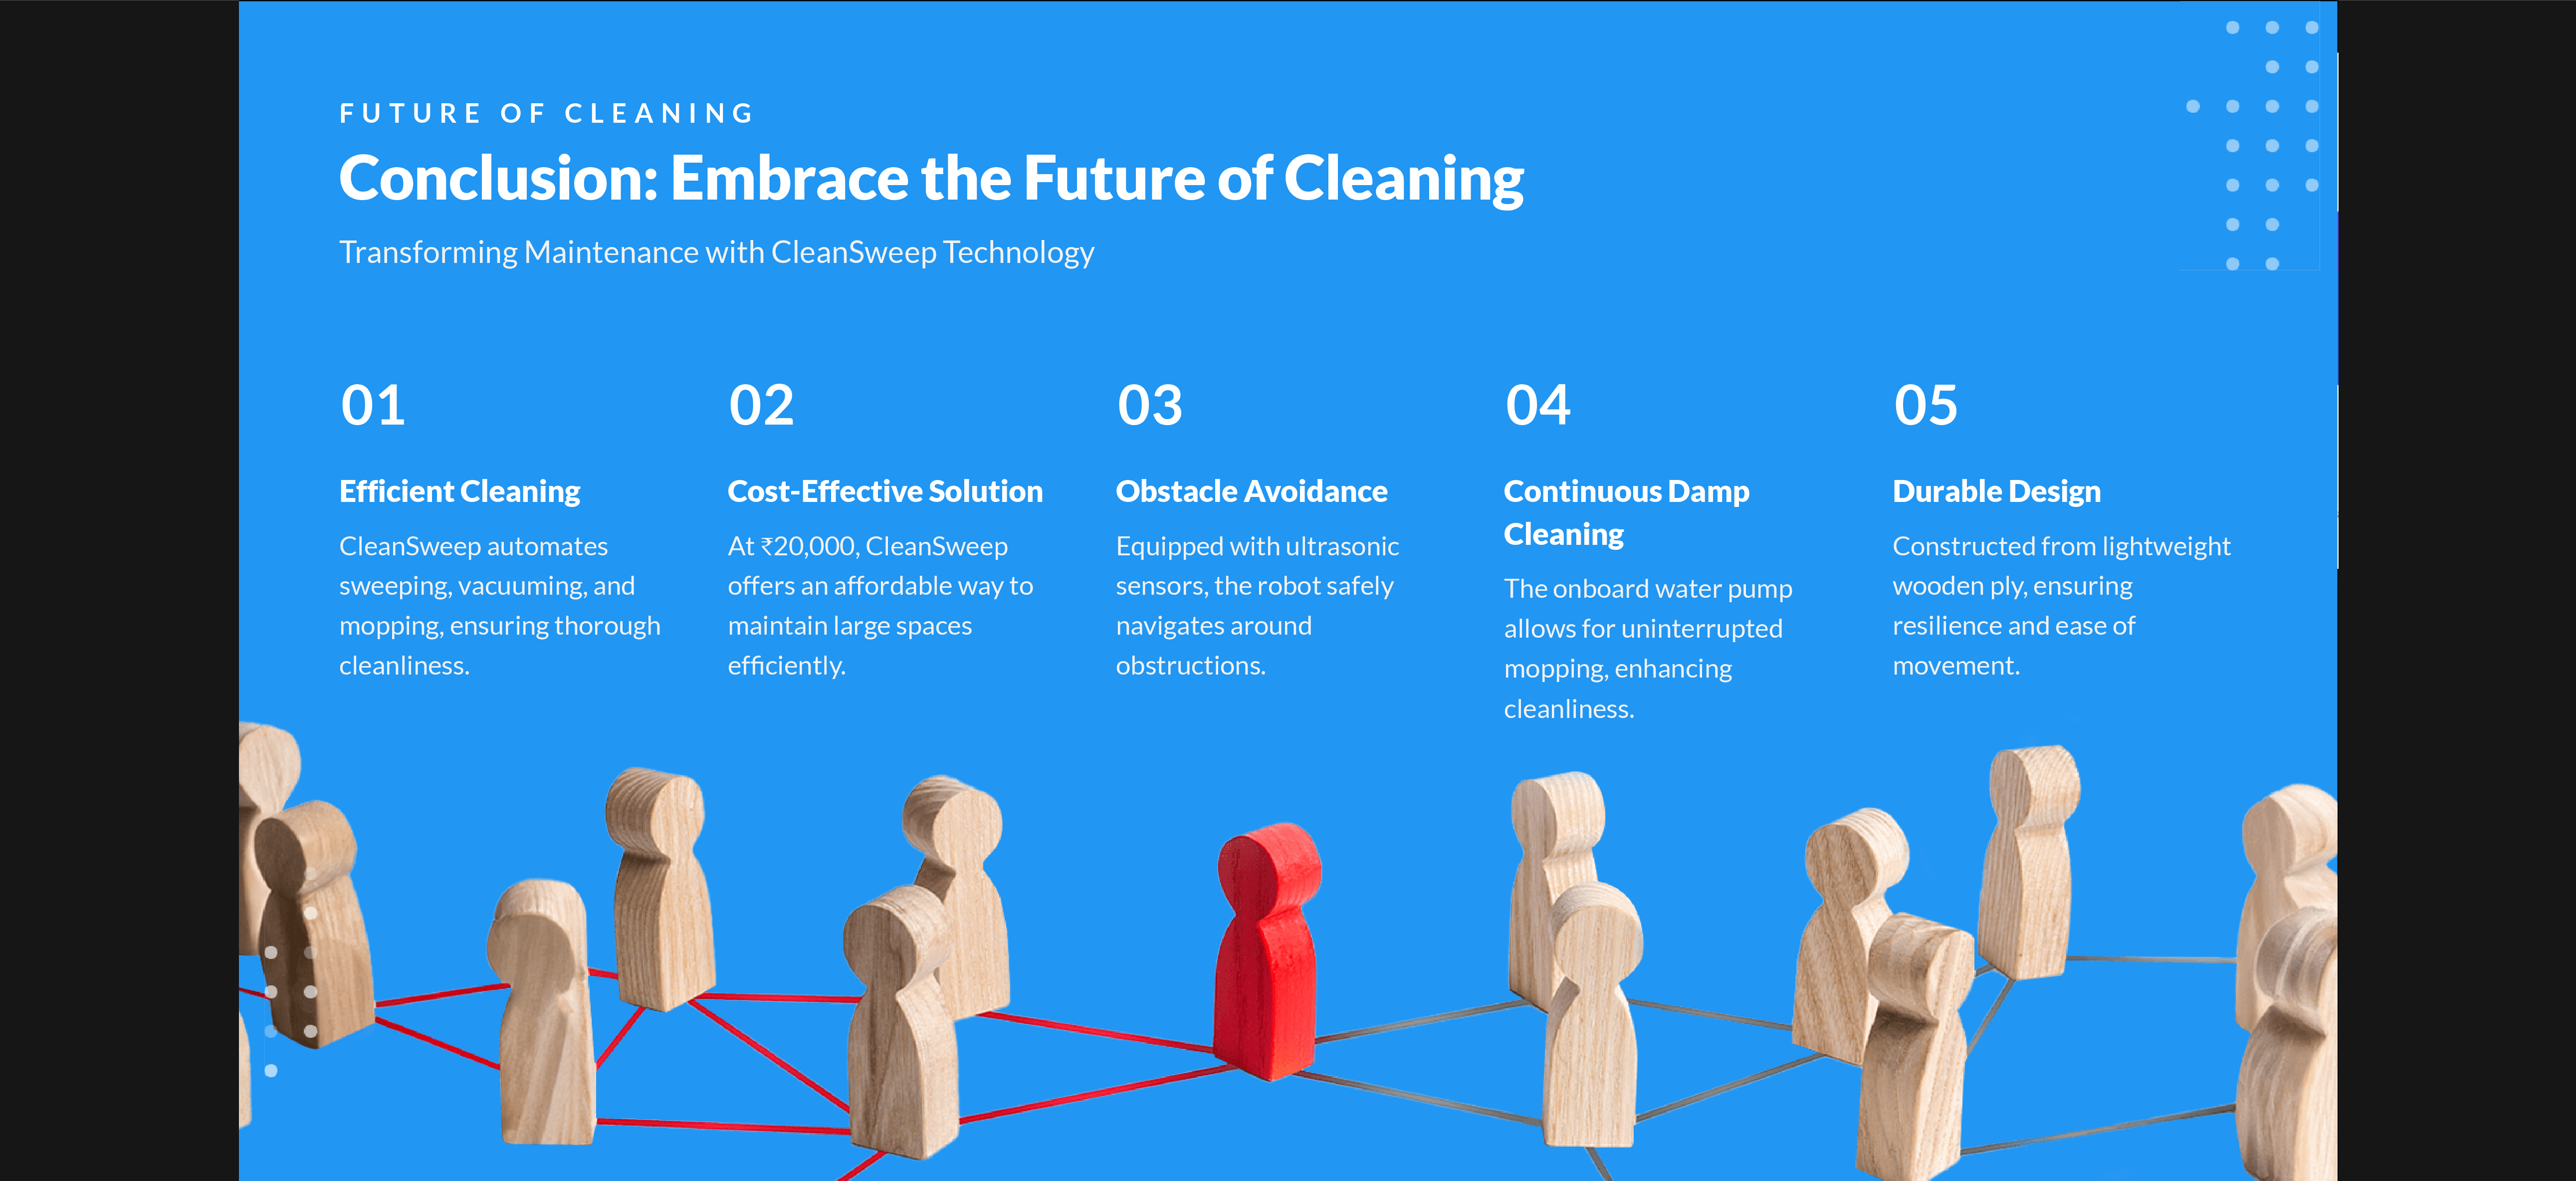 FUTURE OF CLEANING
Conclusion: Embrace the Future of Cleaning
Transforming Maintenance with CleanSweep Technology
01
Efficient Cleaning
CleanSweep automates
sweeping, vacuuming, and
mopping, ensuring thorough
cleanliness.
02
Cost-Effective Solution
At ₹20,000, CleanSweep
offers an affordable way to
maintain large spaces
efficiently.
03
Obstacle Avoidance
Equipped with ultrasonic
sensors, the robot safely
navigates around
obstructions.
04
Continuous Damp
Cleaning
The onboard water pump
allows for uninterrupted
mopping, enhancing
cleanliness.
05
Durable Design
Constructed from lightweight
wooden ply, ensuring
resilience and ease of
movement.